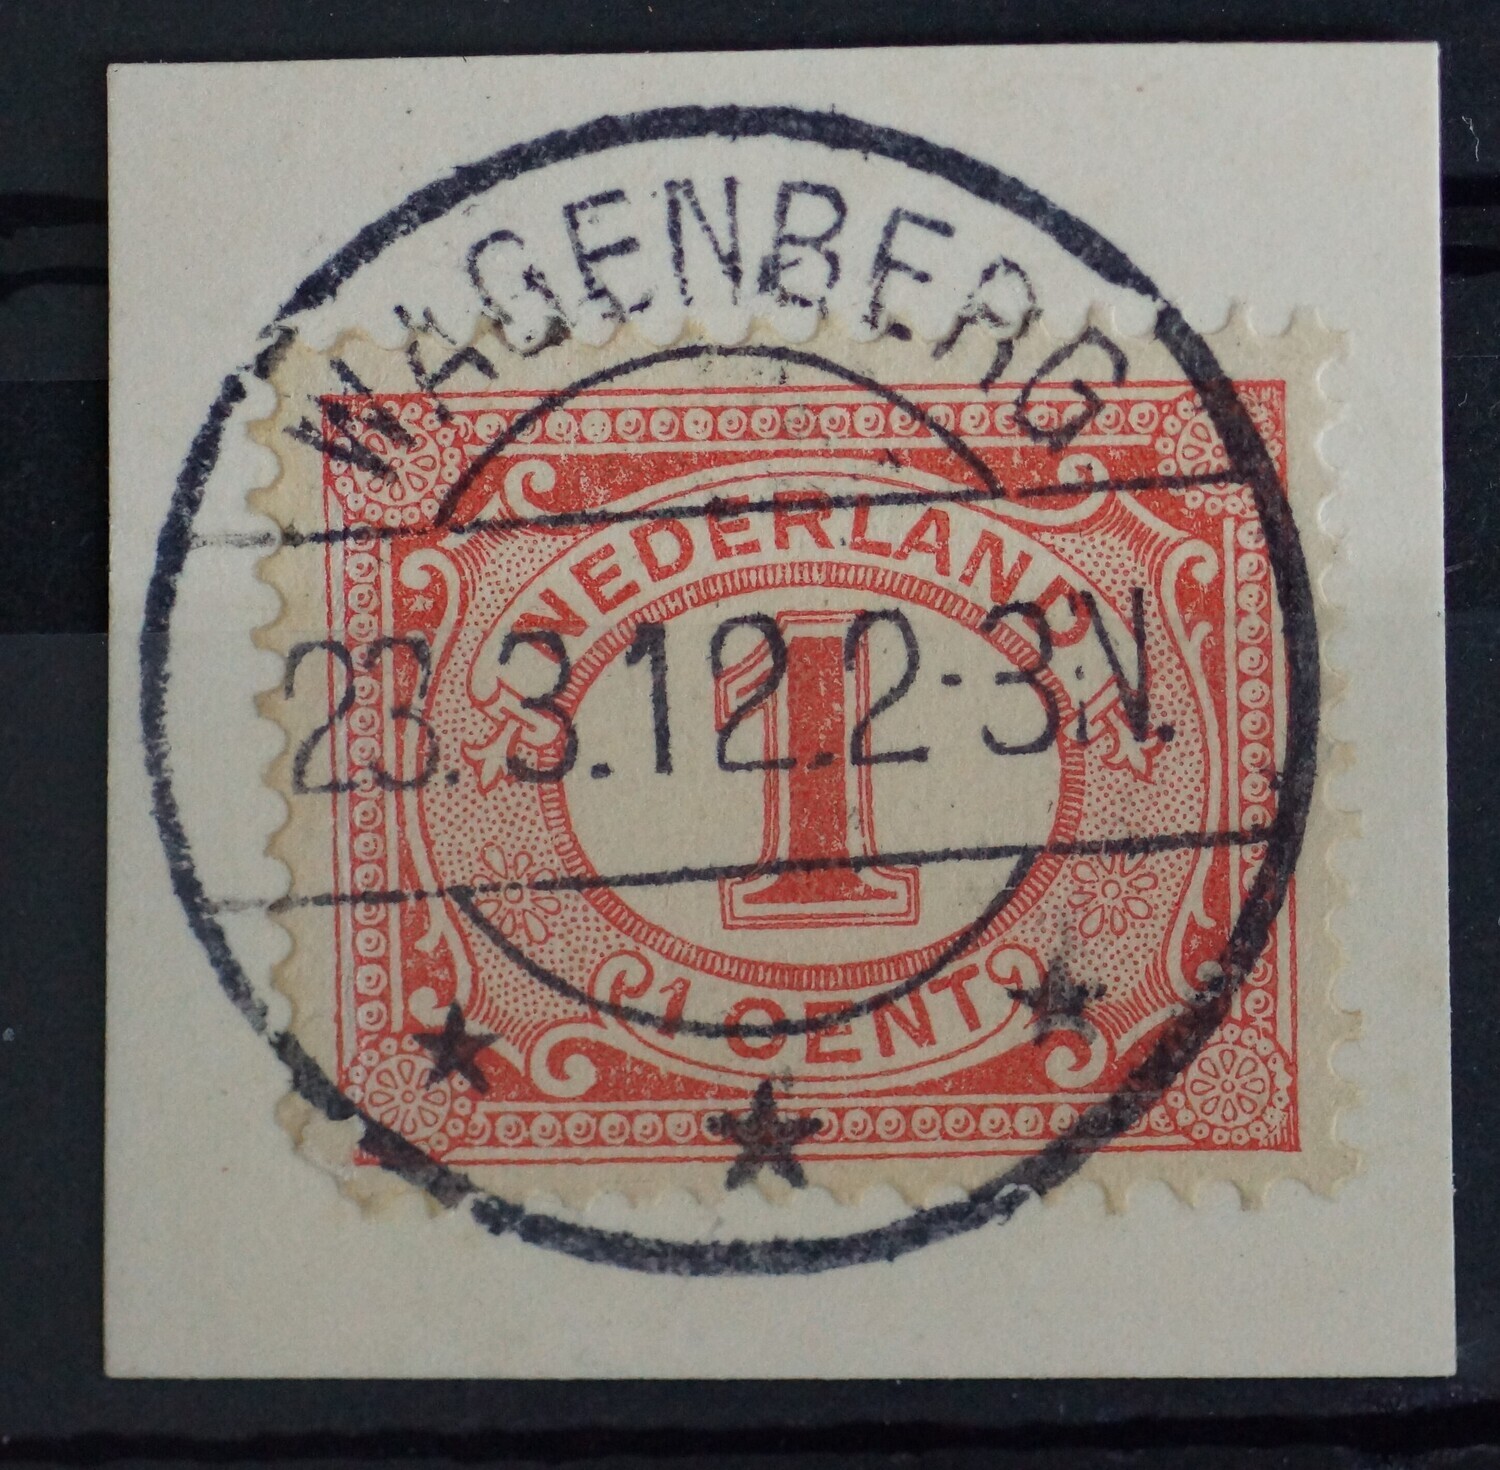 WAGENBERG
NEDERLAND
23.3.12.2-3.N.
1
1 CENT